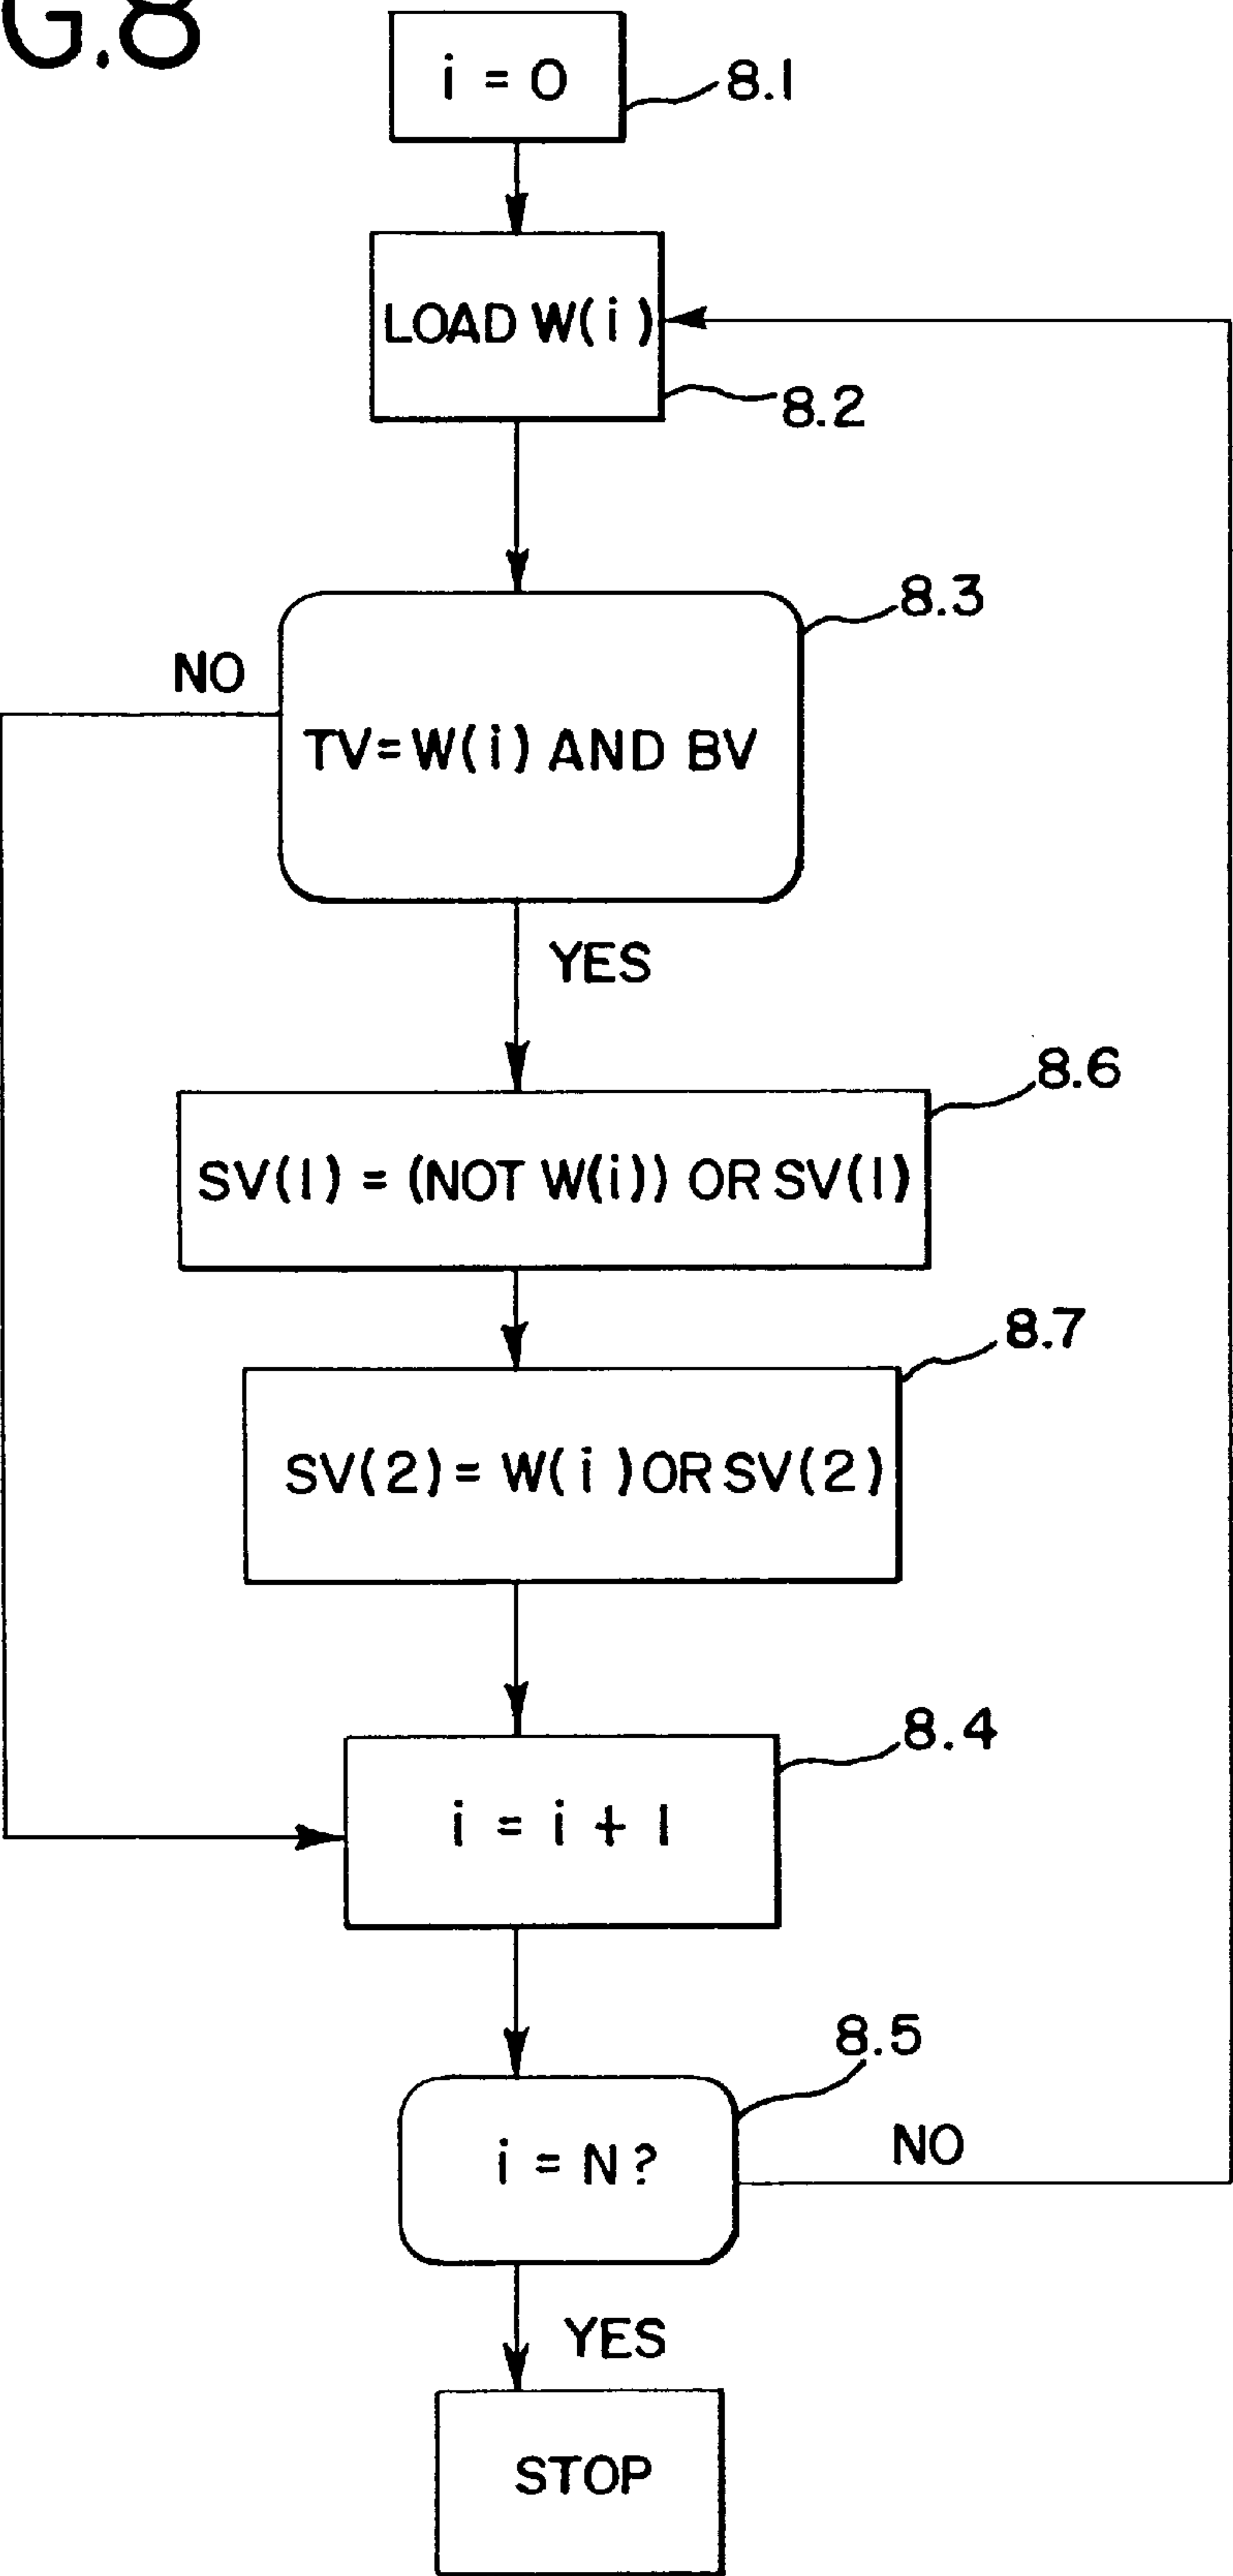 G.8
i = 0
8.1
LOAD W(i)
8.2
8.3
NO
TV=W(i) AND BV
YES
8.6
SV(1) = (NOT W(i)) OR SV(1)
8.7
SV(2) = W(i) OR SV(2)
8.4
i = i + 1
8.5
i = N?
NO
YES
STOP